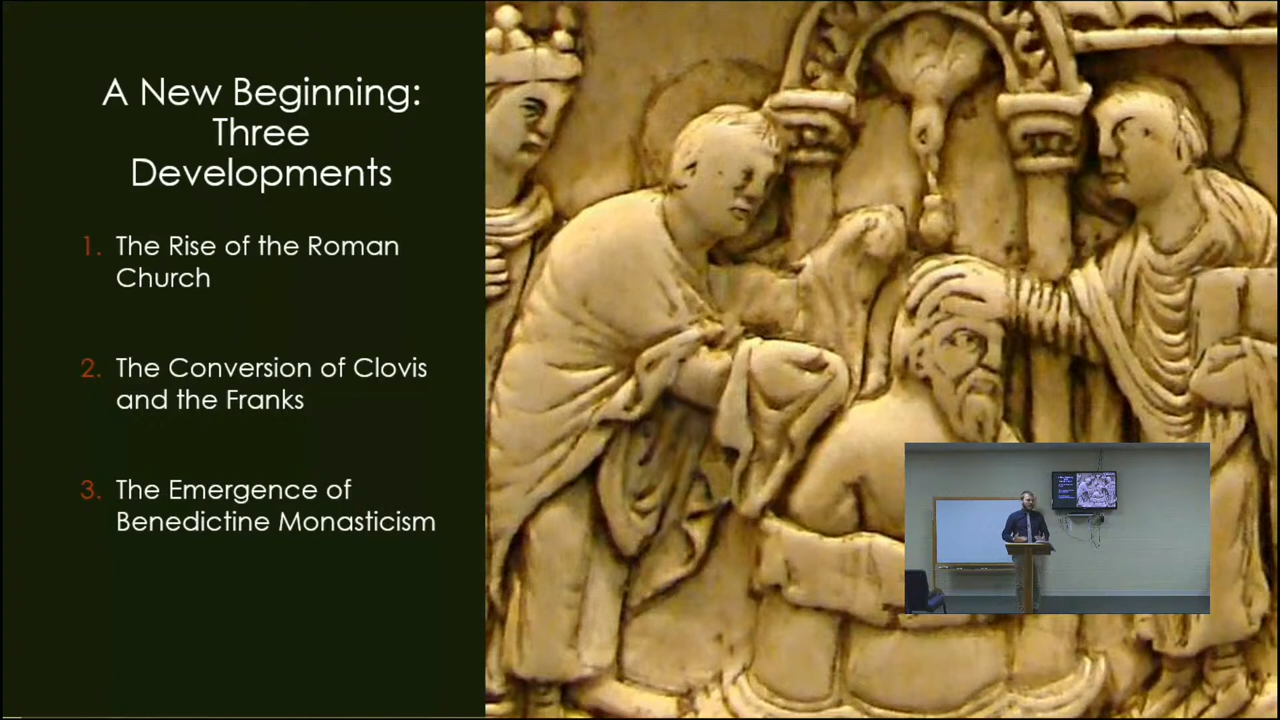 A New Beginning:
Three
Developments
1. The Rise of the Roman
Church
2. The Conversion of Clovis
and the Franks
3. The Emergence of
Benedictine Monasticism